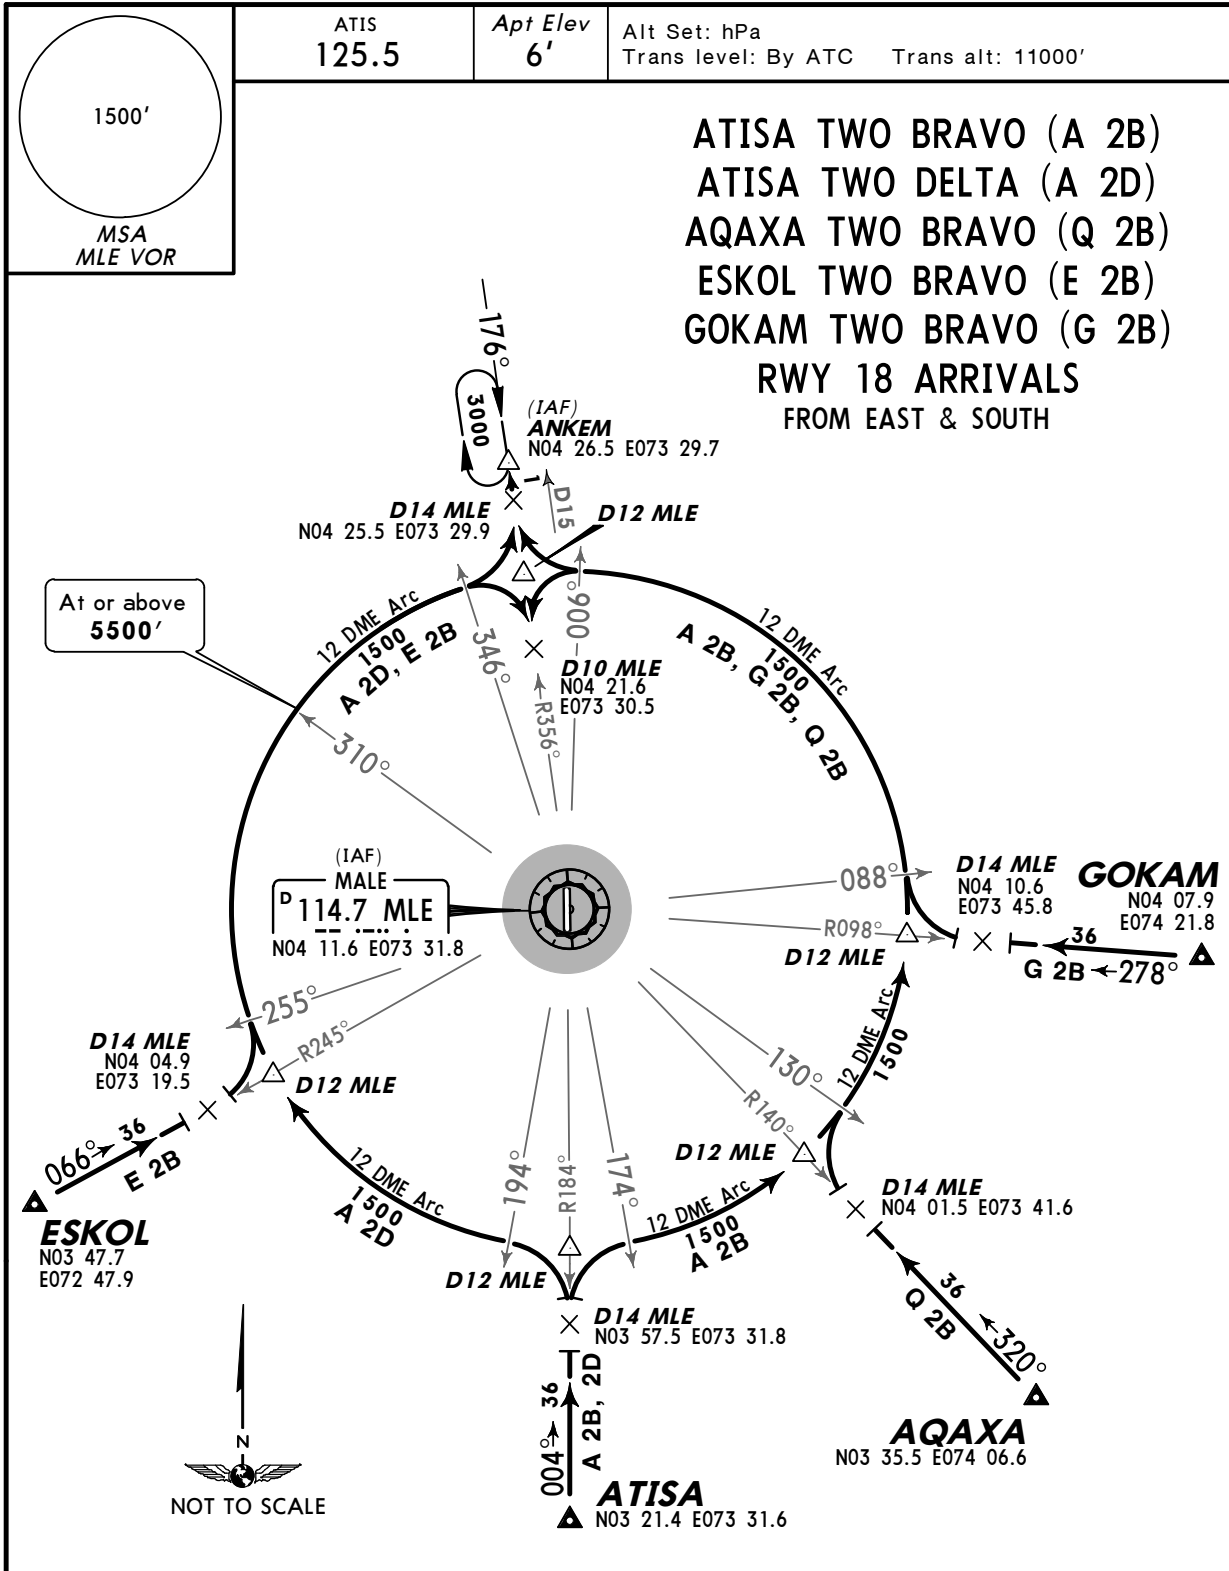 ATIS
125.5
Apt Elev
6'
Alt Set: hPa
Trans level: By ATC Trans alt: 11000'
1500'
MSA
MLE VOR
ATISA TWO BRAVO (A 2B)
ATISA TWO DELTA (A 2D)
AQAXA TWO BRAVO (Q 2B)
ESKOL TWO BRAVO (E 2B)
GOKAM TWO BRAVO (G 2B)
RWY 18 ARRIVALS
FROM EAST & SOUTH
176°
3000
(IAF)
ANKEM
N04 26.5 E073 29.7
1
D15
D14 MLE
N04 25.5 E073 29.9
D12 MLE
At or above
5500'
12 DME Arc
1500
A 2D, E 2B
346°
006°
12 DME Arc
1500
A 2B, G 2B, Q 2B
D10 MLE
N04 21.6
E073 30.5
R356°
310°
(IAF)
MALE
D 114.7 MLE
N04 11.6 E073 31.8
088°
R098°
D12 MLE
D14 MLE
N04 10.6
E073 45.8
GOKAM
N04 07.9
E074 21.8
36
G 2B 278°
255°
R245°
D14 MLE
N04 04.9
E073 19.5
D12 MLE
066° 36
E 2B
ESKOL
N03 47.7
E072 47.9
12 DME Arc
1500
A 2D
194°
R184°
174°
12 DME Arc
1500
A 2B
130°
R140°
12 DME Arc
1500
D12 MLE
D14 MLE
N04 01.5 E073 41.6
36
Q 2B
320°
AQAXA
N03 35.5 E074 06.6
D12 MLE
D14 MLE
N03 57.5 E073 31.8
004° 36
A 2B, 2D
ATISA
N03 21.4 E073 31.6
N
NOT TO SCALE